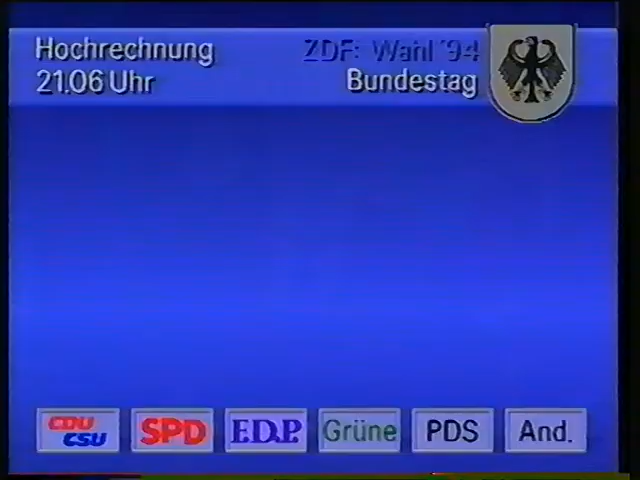 Hochrechnung
21.06 Uhr
ZDF: Wahl '94
Bundestag
CDU
CSU
SPD
F.D.P.
Grüne
PDS
And.